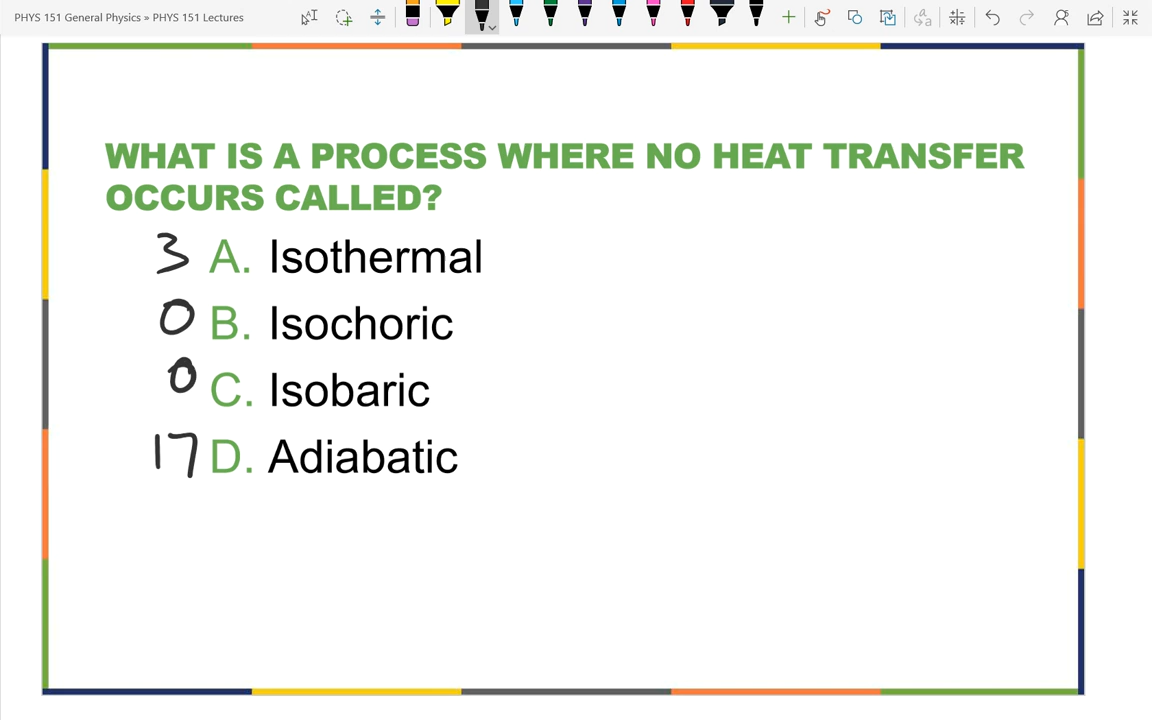 PHYS 151 General Physics » PHYS 151 Lectures
WHAT IS A PROCESS WHERE NO HEAT TRANSFER
OCCURS CALLED?
3 A. Isothermal
0 B. Isochoric
0 C. Isobaric
17 D. Adiabatic